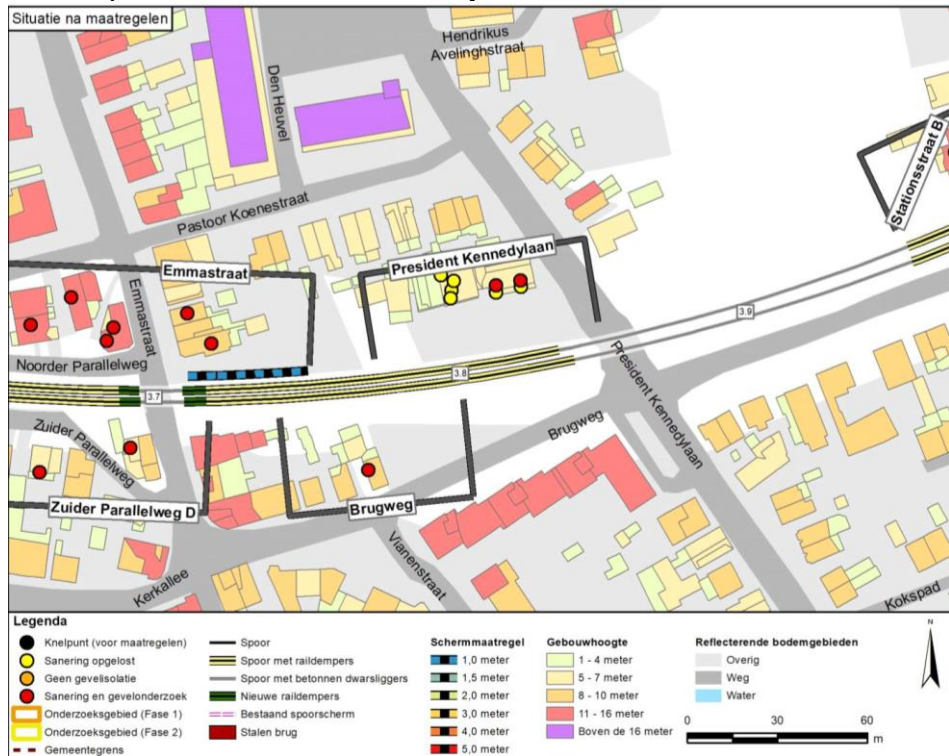 Situatie na maatregelen
Hendrikus
Avelinghstraat
Den Heuvel
Stationsstraat B
Pastoor Koenestraat
Emmastraat
President Kennedylaan
Emmastraat
3.9
Noorder Parallelweg
3.8
3.7
President Kennedylaan
Zuider Parallelweg
Brugweg
Zuider Parallelweg D
Brugweg
Vianenstraat
Kerkallee
Kokspad
Legenda
Knelpunt (voor maatregelen)
Sanering opgelost
Geen gevelisolatie
Sanering en gevelonderzoek
Onderzoeksgebied (Fase 1)
Onderzoeksgebied (Fase 2)
Gemeentegrens
Spoor
Spoor met raildempers
Spoor met betonnen dwarsliggers
Nieuwe raildempers
Bestaand spoorscherm
Stalen brug
Schermmaatregel
1,0 meter
1,5 meter
2,0 meter
3,0 meter
4,0 meter
5,0 meter
Gebouwhoogte
1 - 4 meter
5 - 7 meter
8 - 10 meter
11 - 16 meter
Boven de 16 meter
Reflecterende bodemgebieden
Overig
Weg
Water
N
0 30 60
m